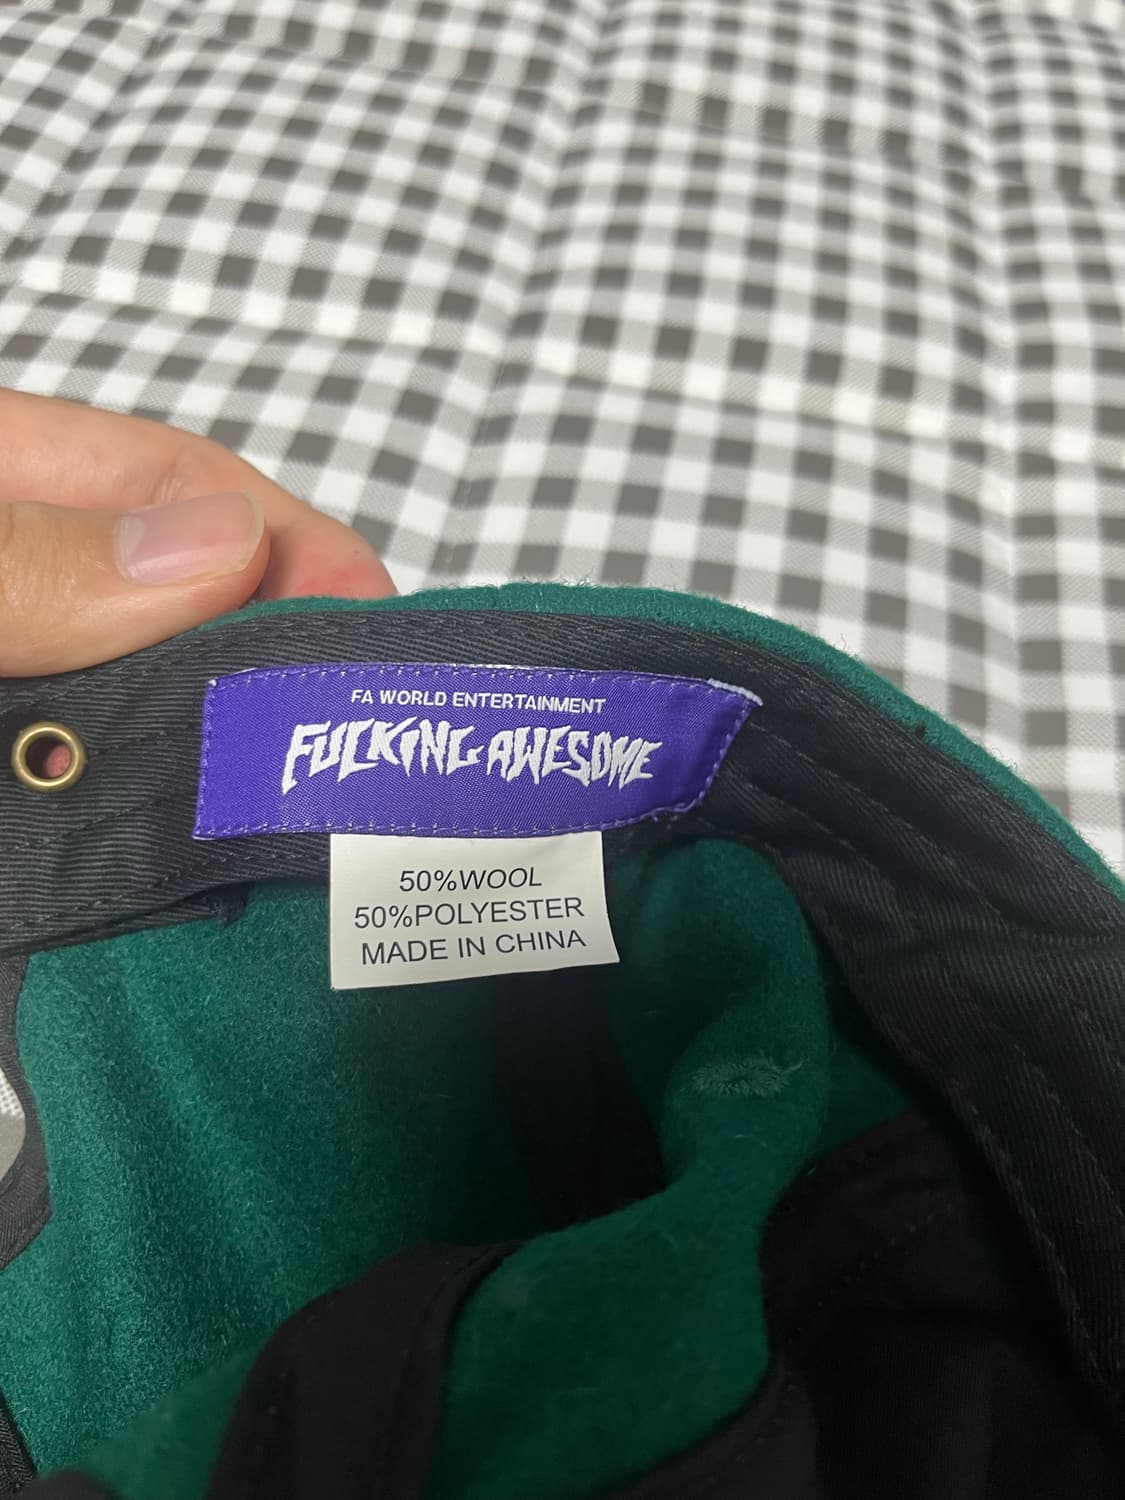 FA WORLD ENTERTAINMENT
FUCKING AWESOME
50%WOOL
50%POLYESTER
MADE IN CHINA